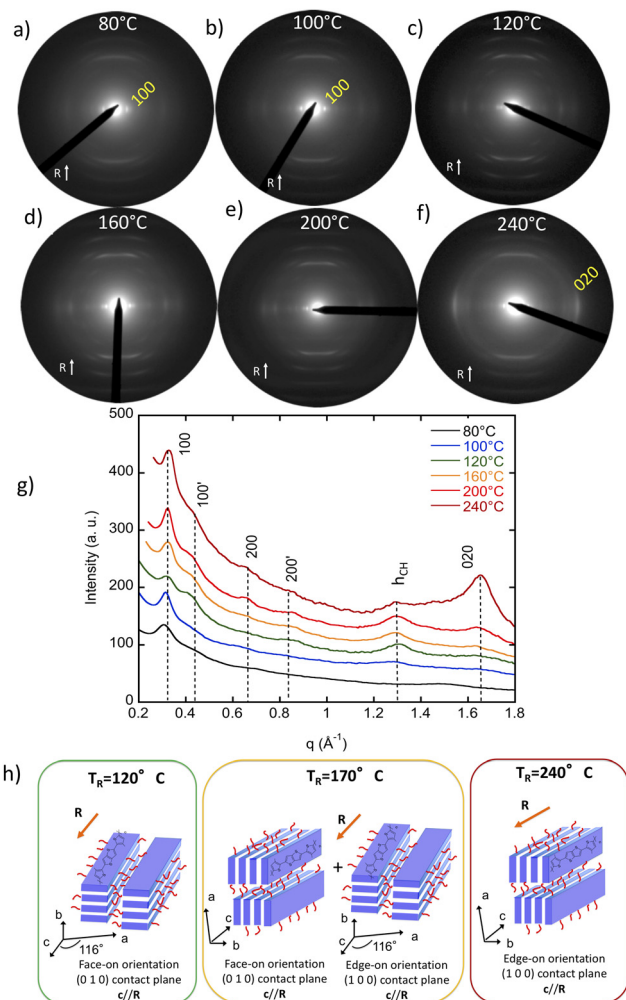 a)
80°C
b)
100°C
c)
120°C
100
100
R
R
R
d)
160°C
e)
200°C
f)
240°C
020
R
R
R
g)
500
400
300
200
100
0
Intensity (a. u.)
100
100'
200
200'
hCH
020
80°C
100°C
120°C
160°C
200°C
240°C
0.2 0.4 0.6 0.8 1 1.2 1.4 1.6 1.8
q (Å-1)
h)
TR=120° C
R
b
c
a
116°
Face-on orientation
(0 1 0) contact plane
c//R
TR=170° C
R
+
a
c
b
Face-on orientation
(0 1 0) contact plane
c//R
b
c
a
116°
Edge-on orientation
(1 0 0) contact plane
c//R
TR=240° C
R
a
c
b
Edge-on orientation
(1 0 0) contact plane
c//R